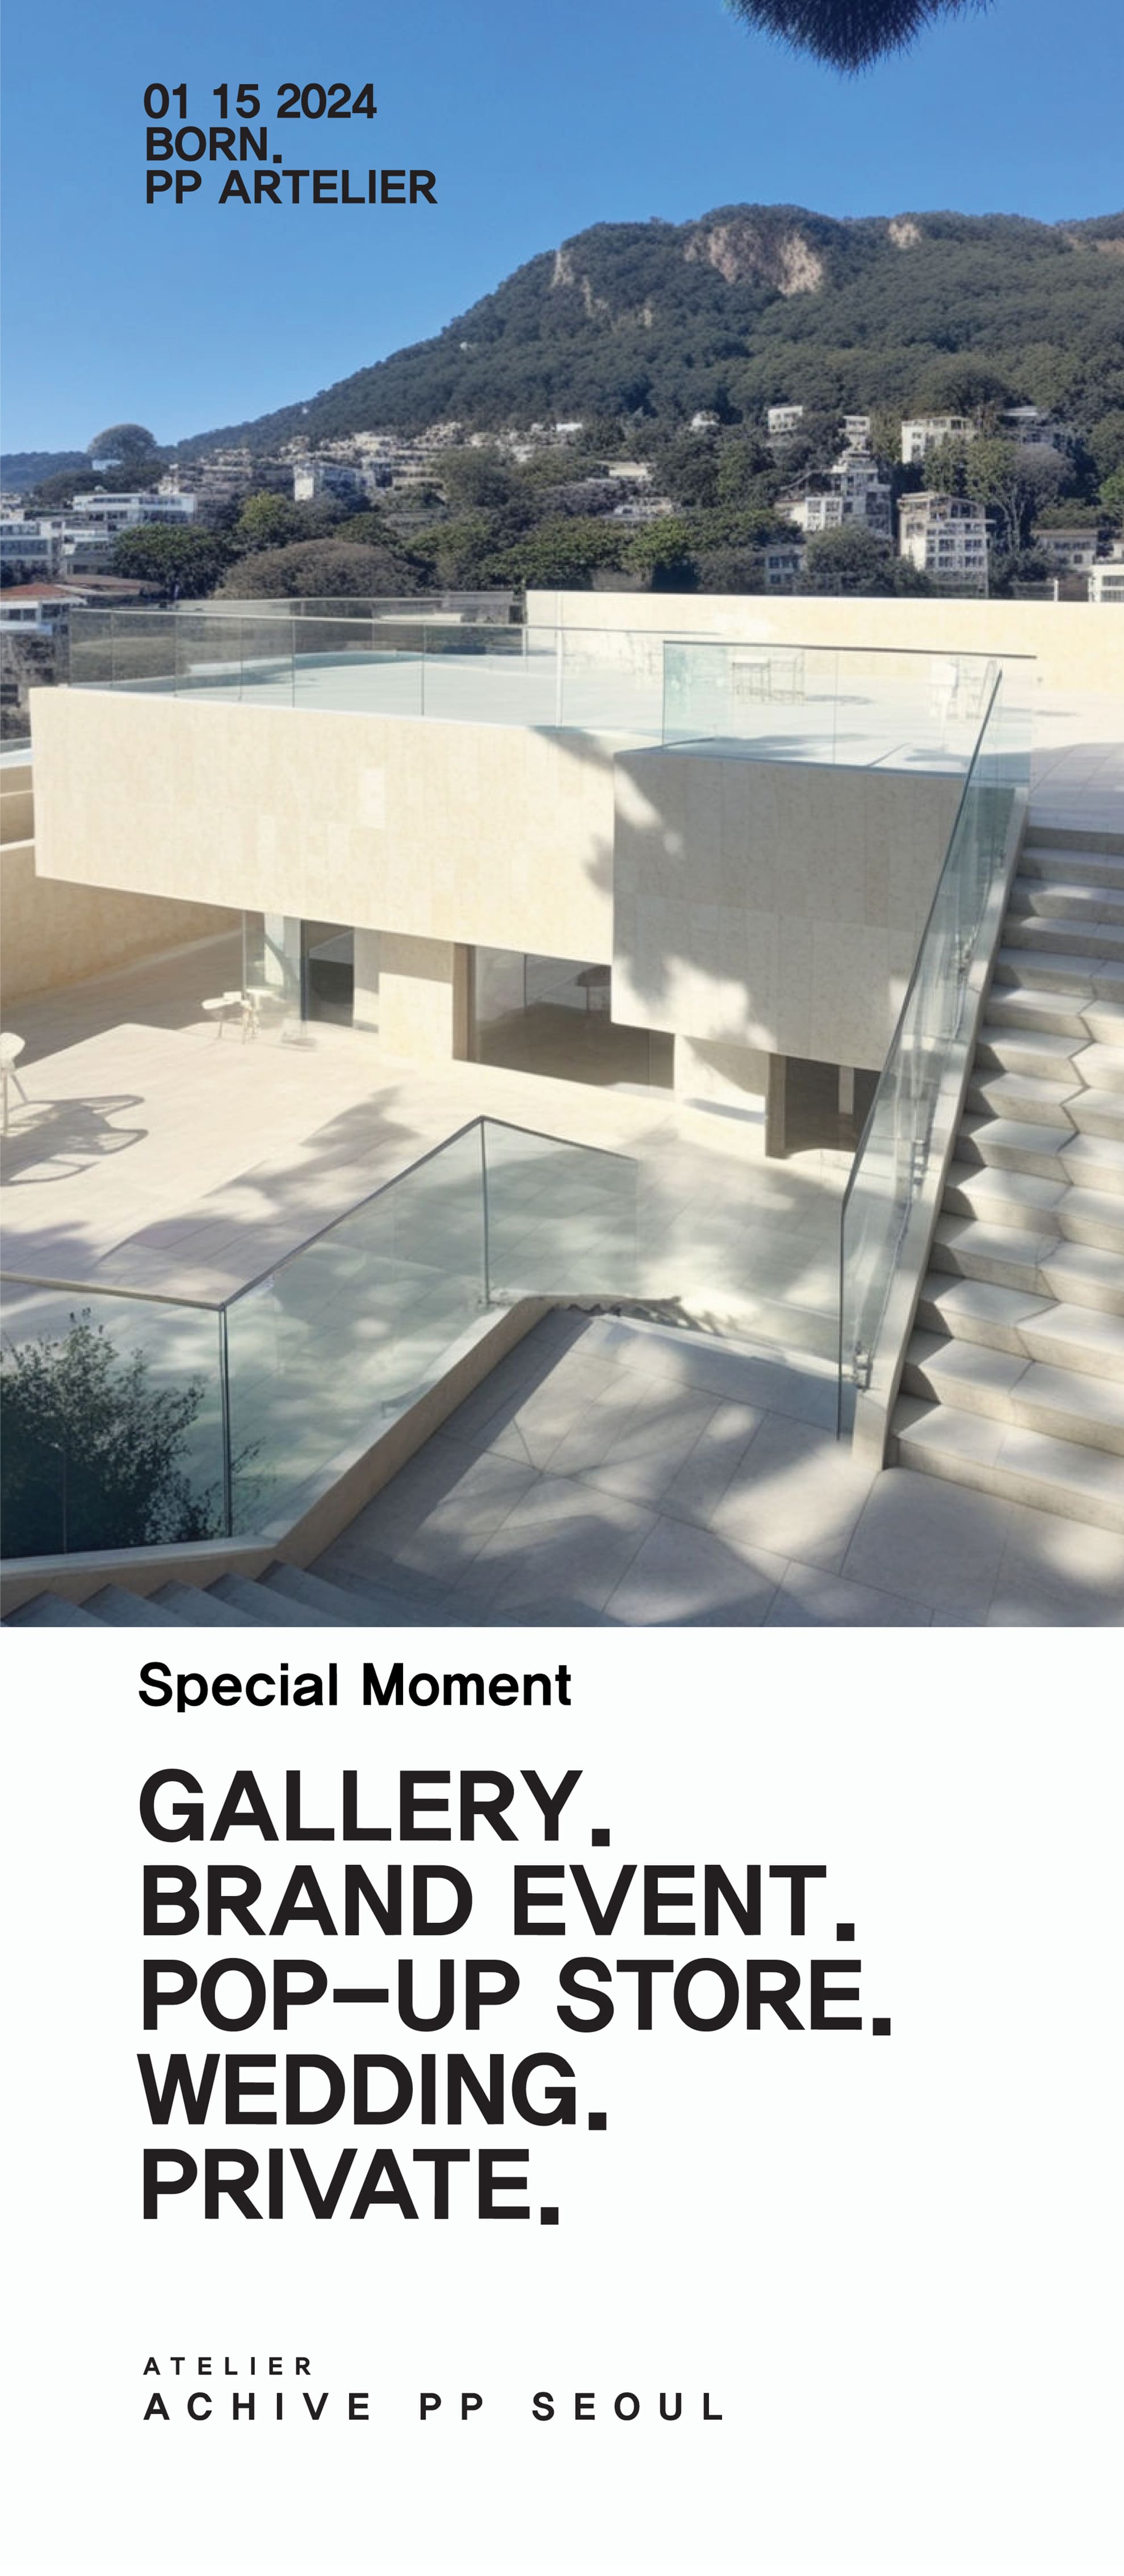 01 15 2024
BORN.
PP ARTELIER
Special Moment
GALLERY.
BRAND EVENT.
POP-UP STORE.
WEDDING.
PRIVATE.
ATELIER
ACHIVE PP SEOUL